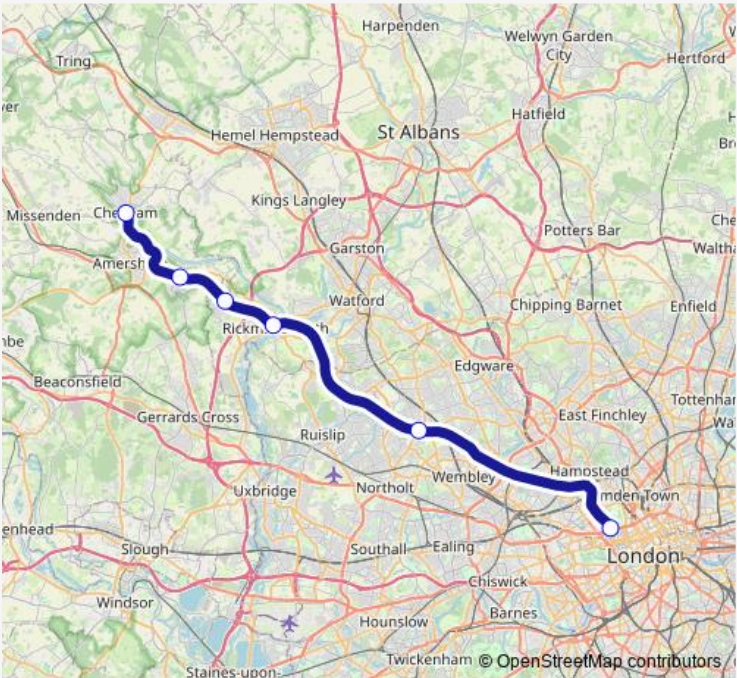 Harpenden
Welwyn Garden
City
Tring
Hertford
Hatfield
Hemel Hempstead
St Albans
Kings Langley
Missenden
Potters Bar
Garston
Watford
Chipping Barnet
Enfield
Beaconsfield
Edgware
Gerrards Cross
East Finchley
Ruislip
Hampstead
Wembley
Uxbridge
Northolt
Slough
Southall
Ealing
London
Chiswick
Windsor
Barnes
Hounslow
Twickenham
© OpenStreetMap contributors
Staines-upon-